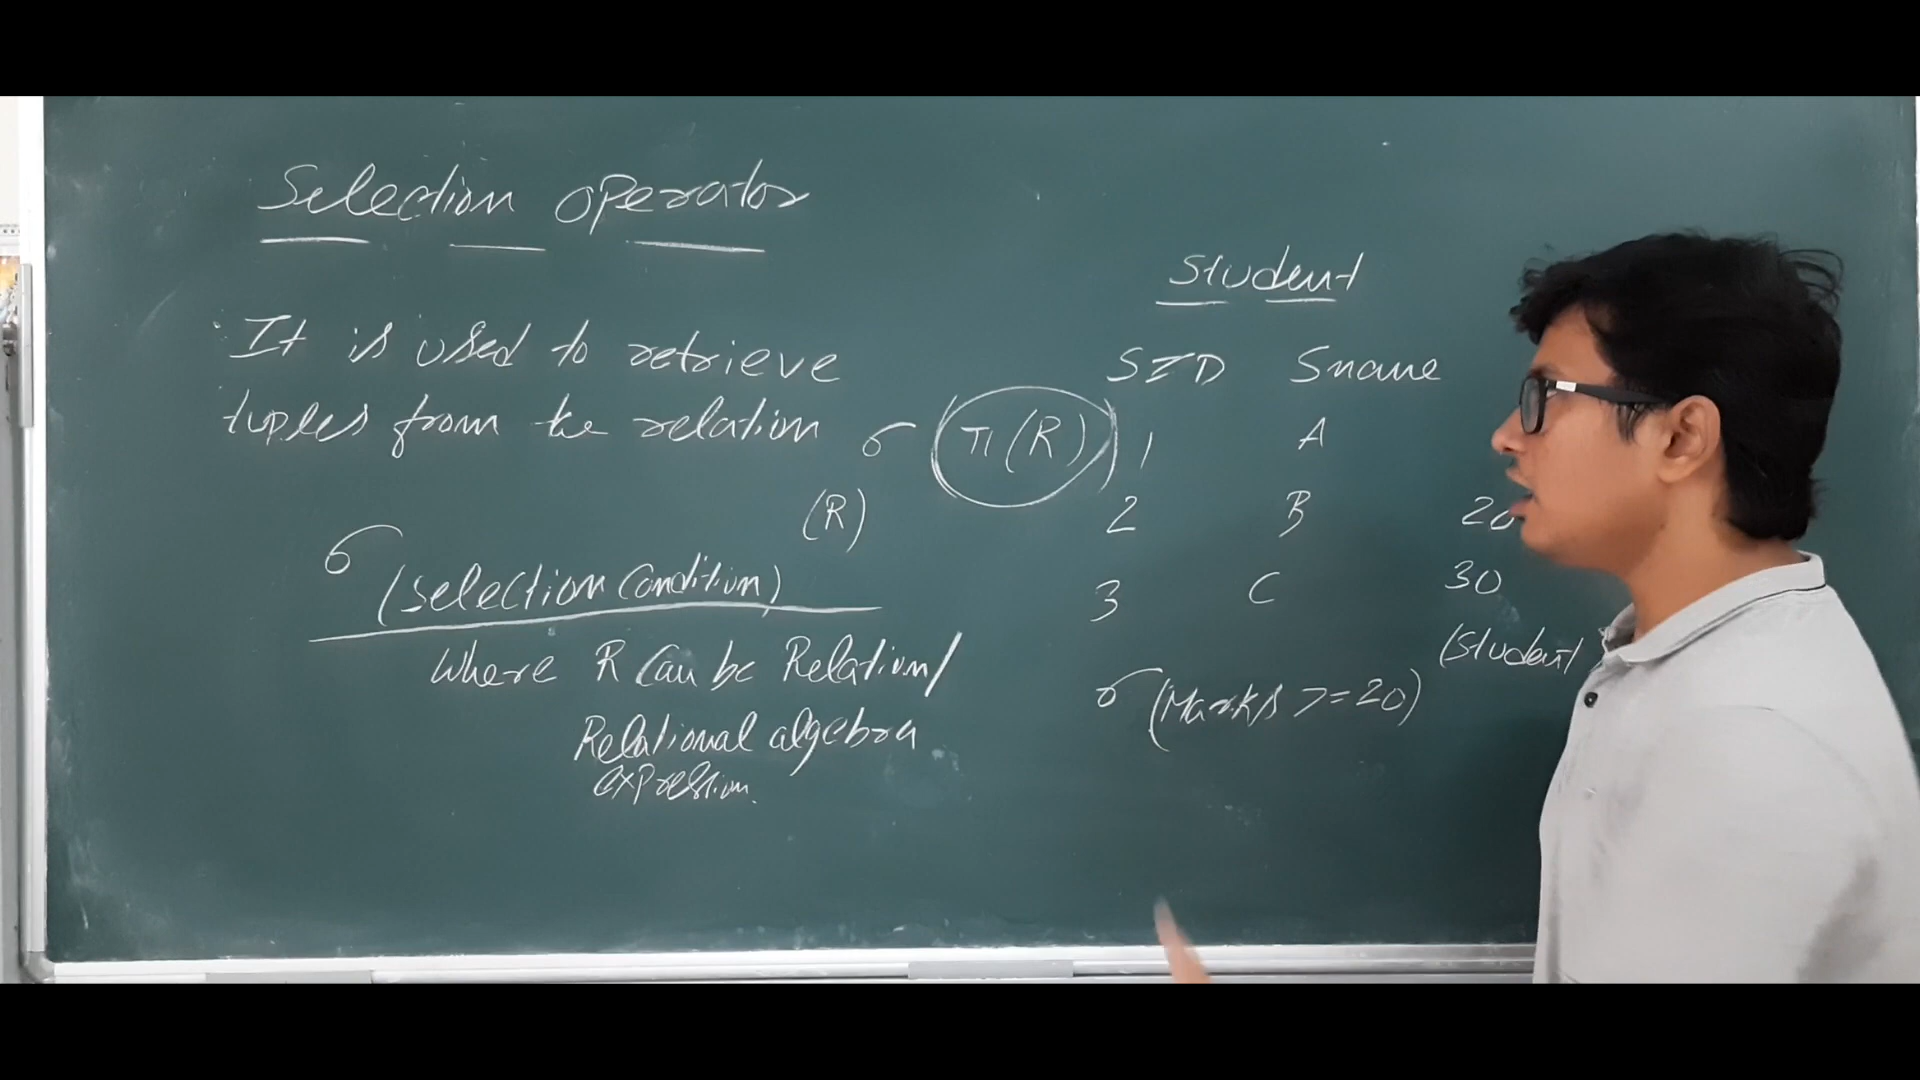 Selection operator
It is used to retrieve
tuples from the relation
σ (π(R))
(R)
σ (selection condition)
where R can be Relation/
Relational algebra
expression.
Student
SID Sname
1 A
2 B 20
3 C 30
(Student
σ (Marks >=20)